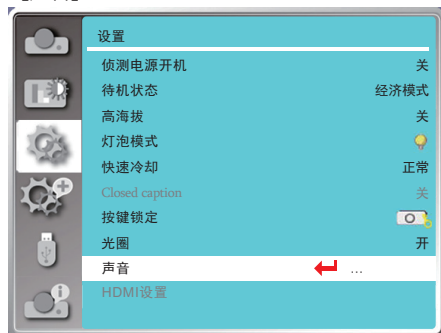 设置
侦测电源开机 关
待机状态 经济模式
高海拔 关
灯泡模式
快速冷却 正常
Closed caption 关
按键锁定
光圈 开
声音 ...
HDMI设置